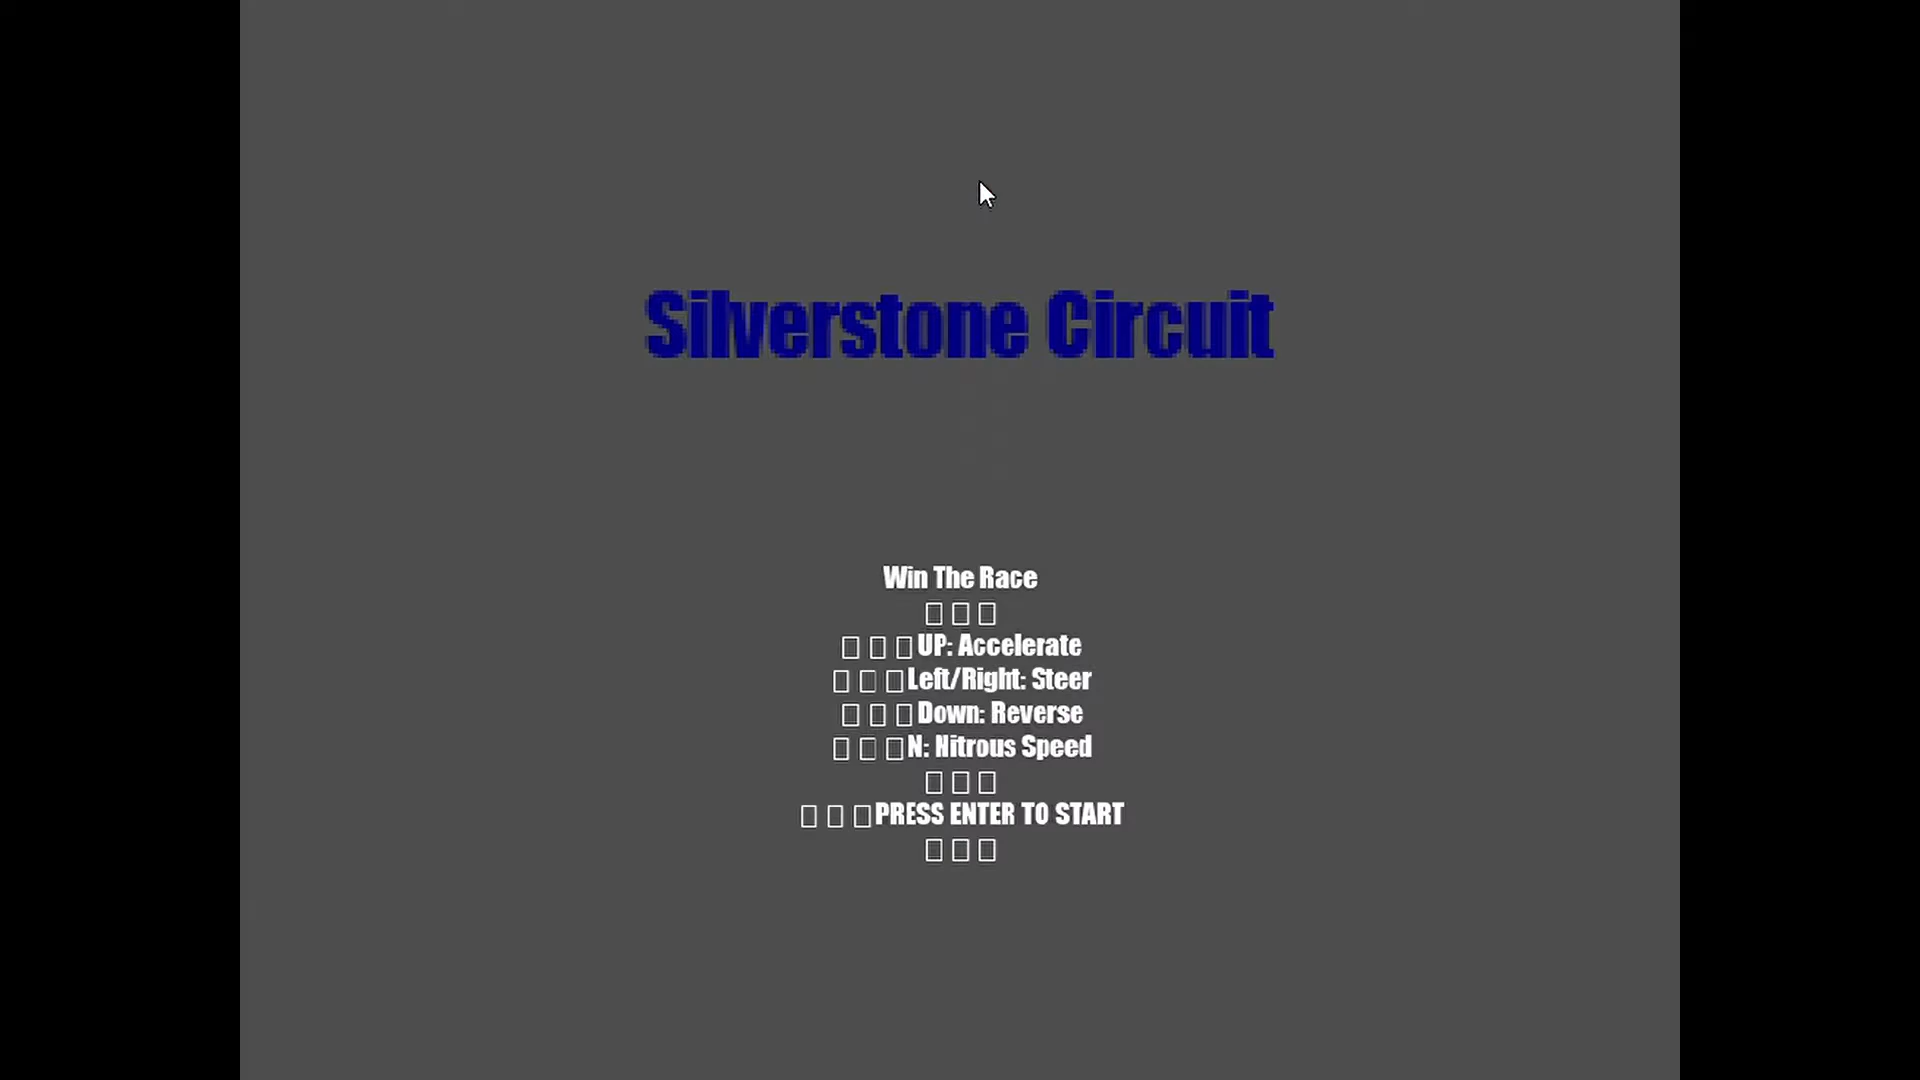 Silverstone Circuit
Win The Race
UP: Accelerate
Left/Right: Steer
Down: Reverse
N: Nitrous Speed
PRESS ENTER TO START